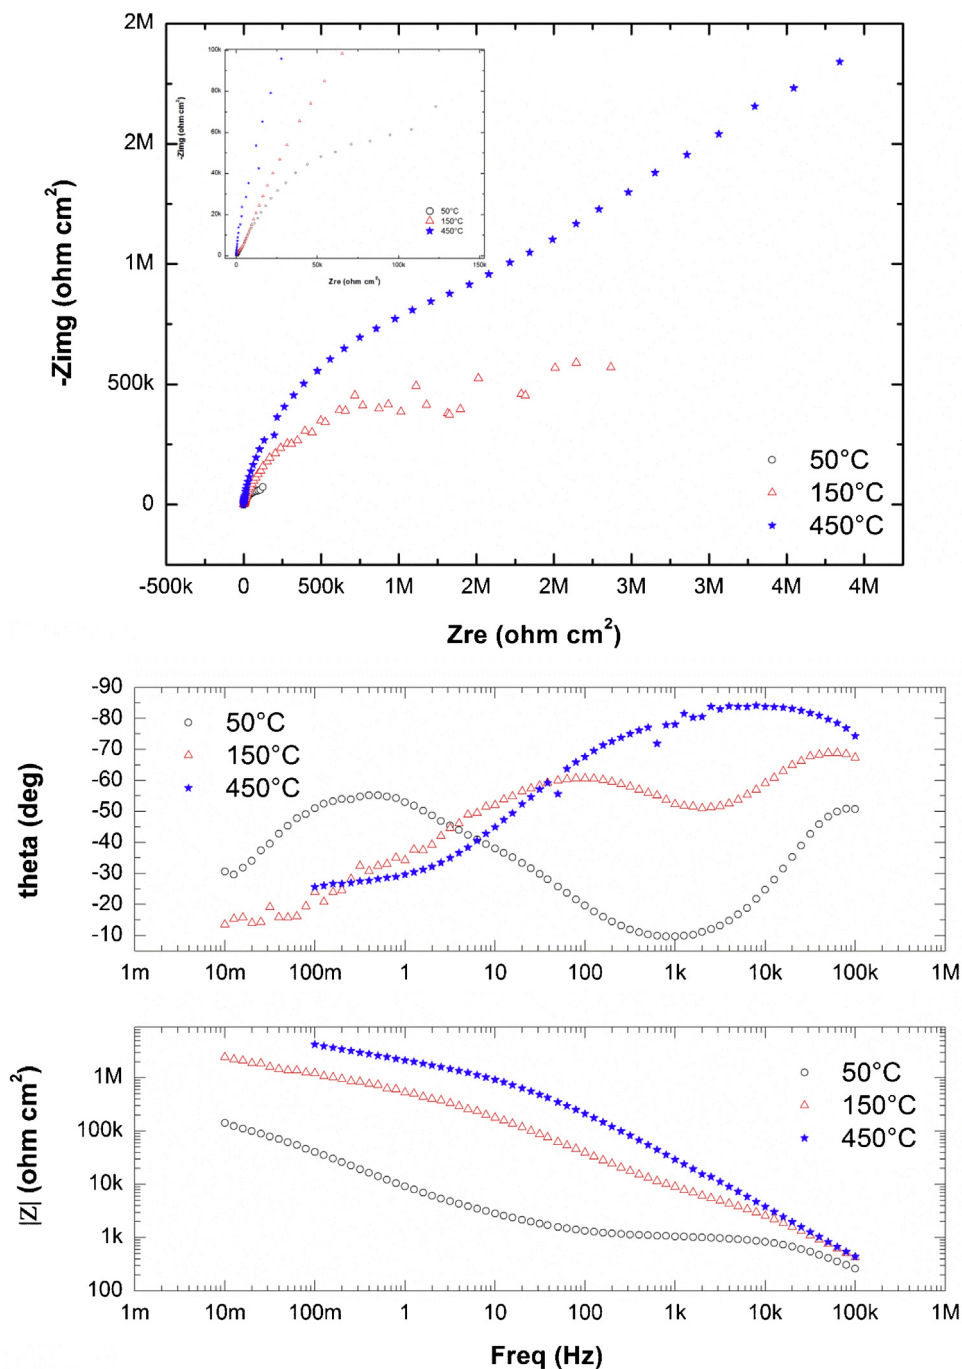 2M
2M
1M
500k
0
-Zimg (ohm cm²)
100k
80k
60k
40k
20k
0
-Zimg (ohm cm²)
50°C
150°C
450°C
0
50k
100k
150k
Zre (ohm cm²)
50°C
150°C
450°C
-500k
0
500k
1M
2M
2M
3M
3M
4M
4M
Zre (ohm cm²)
-90
-80
-70
-60
-50
-40
-30
-20
-10
theta (deg)
50°C
150°C
450°C
1m
10m
100m
1
10
100
1k
10k
100k
1M
1M
100k
10k
1k
100
|Z| (ohm cm²)
50°C
150°C
450°C
1m
10m
100m
1
10
100
1k
10k
100k
1M
Freq (Hz)